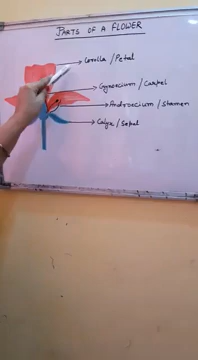 PARTS OF A FLOWER
Corolla / Petal
Gynoecium / Carpel
Androecium / Stamen
Calyx / Sepal